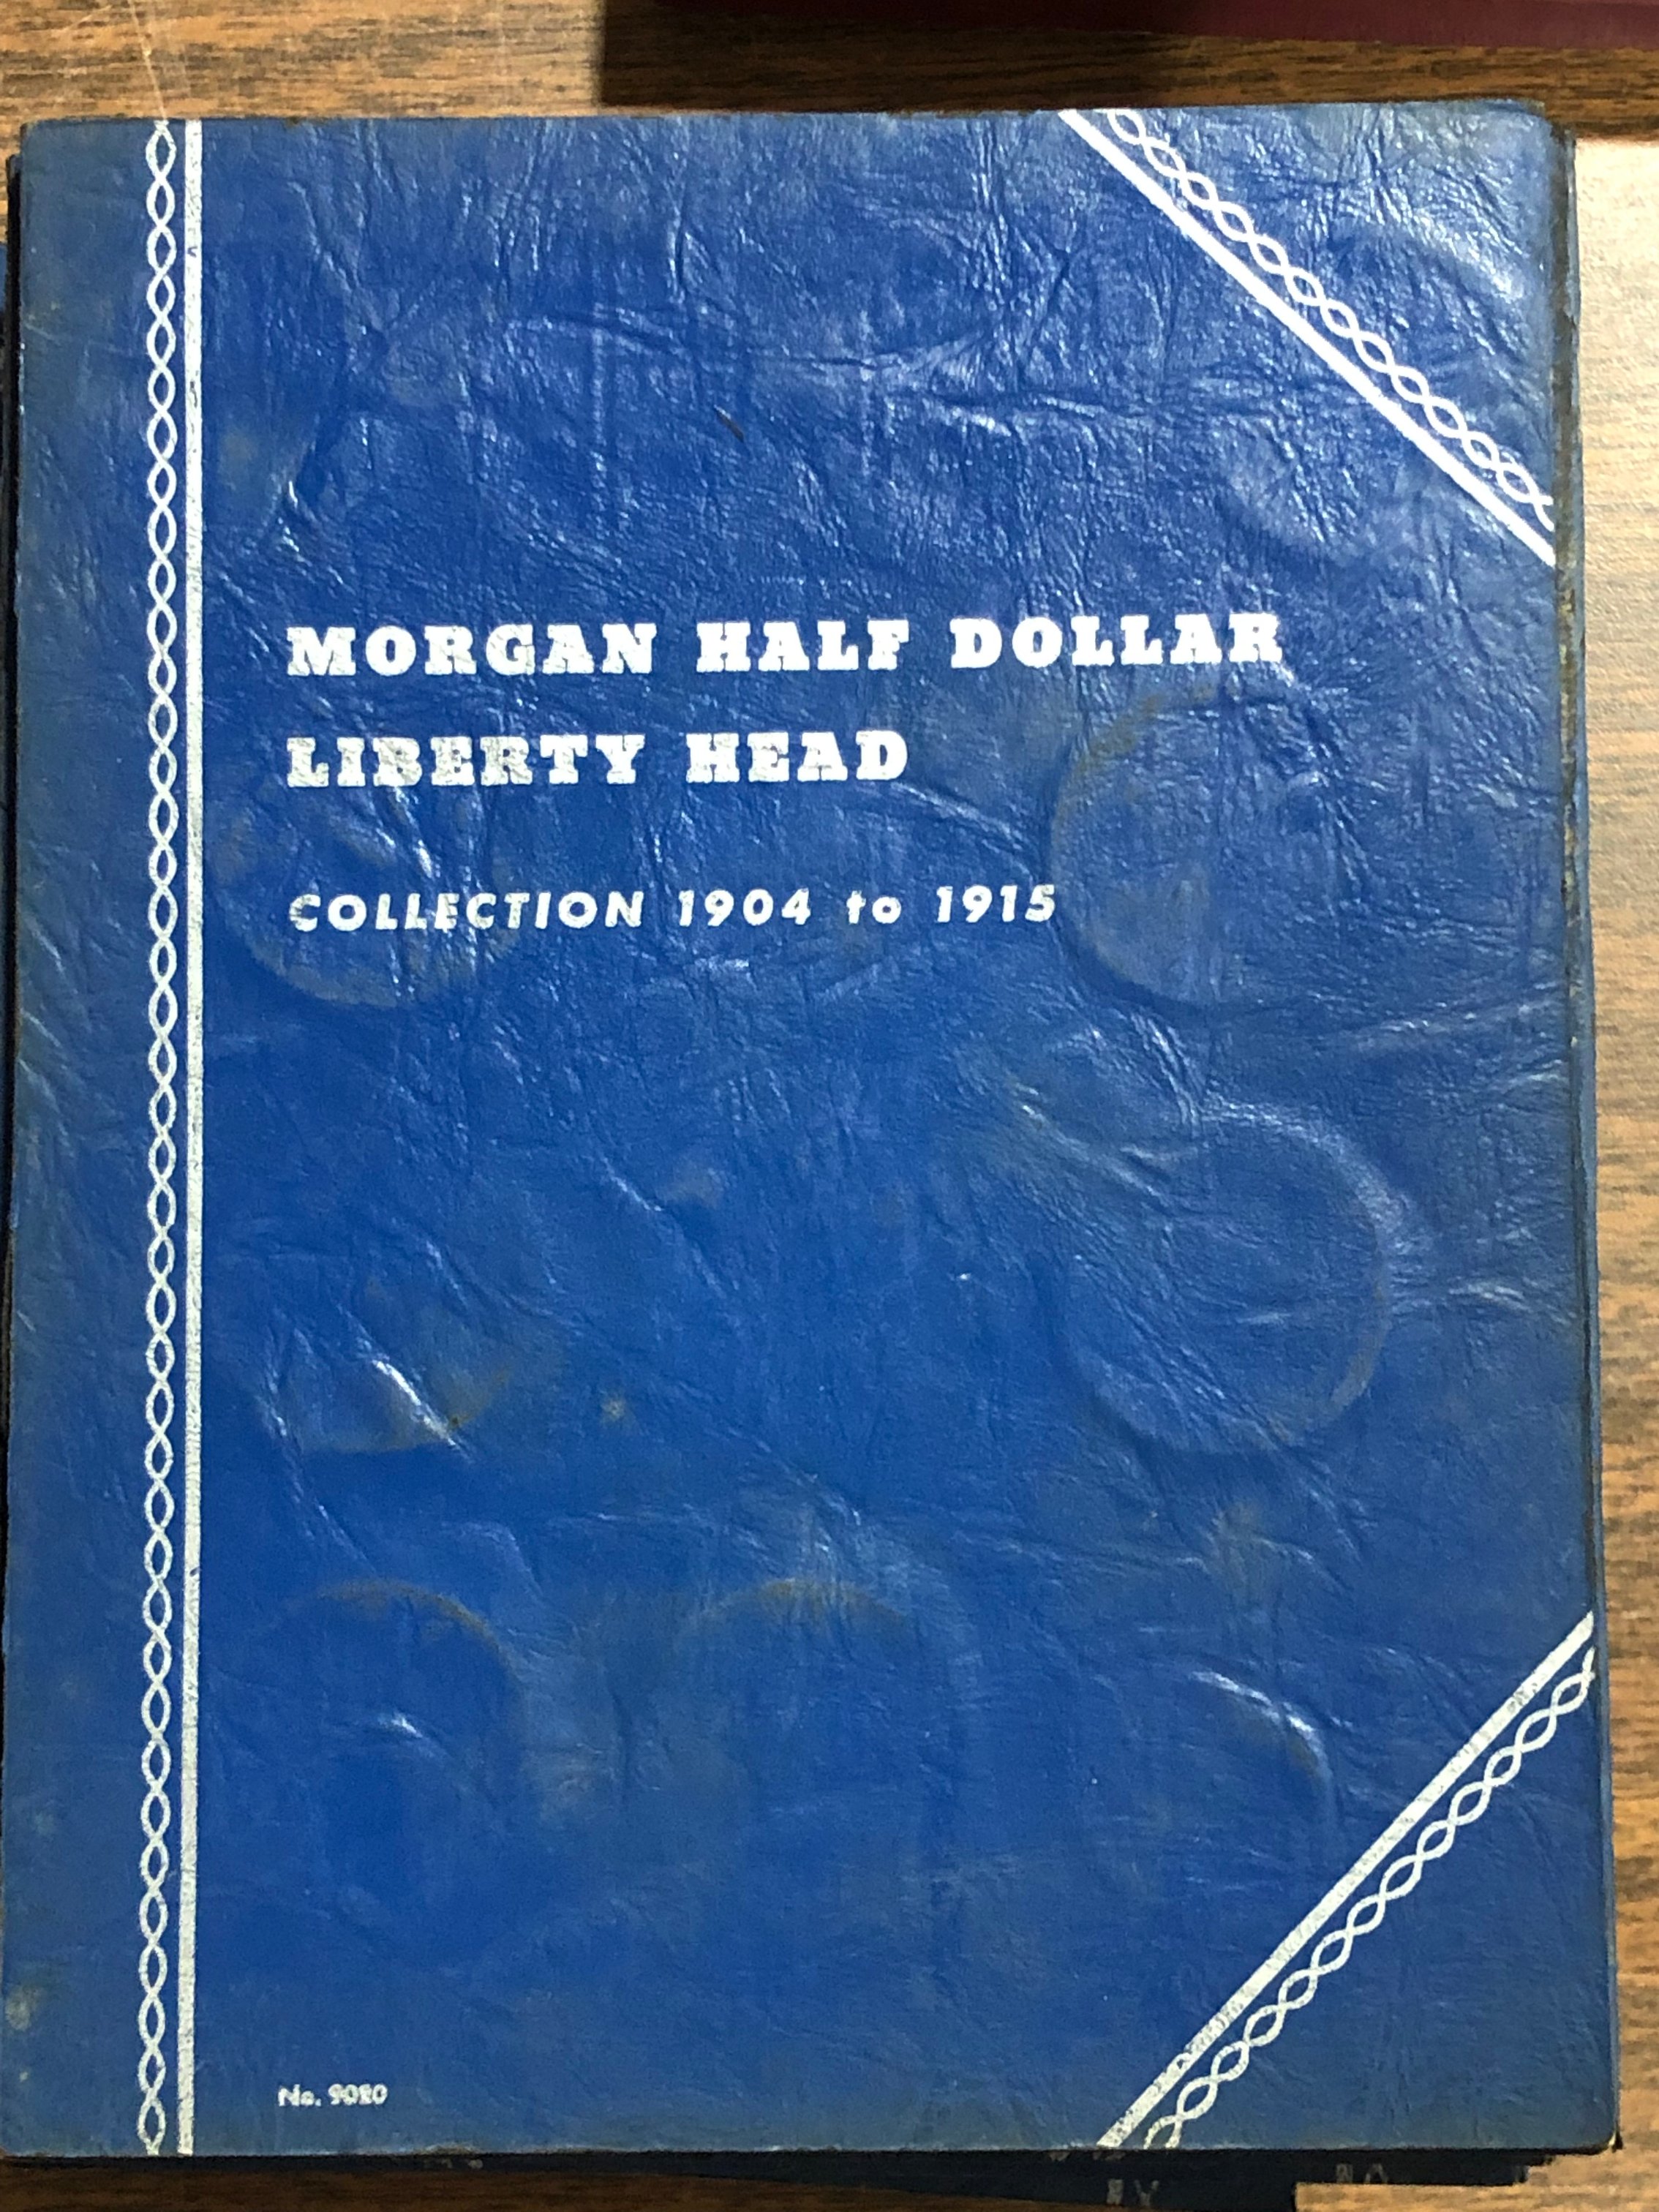 MORGAN HALF DOLLAR
LIBERTY HEAD
COLLECTION 1904 to 1915
No. 9020